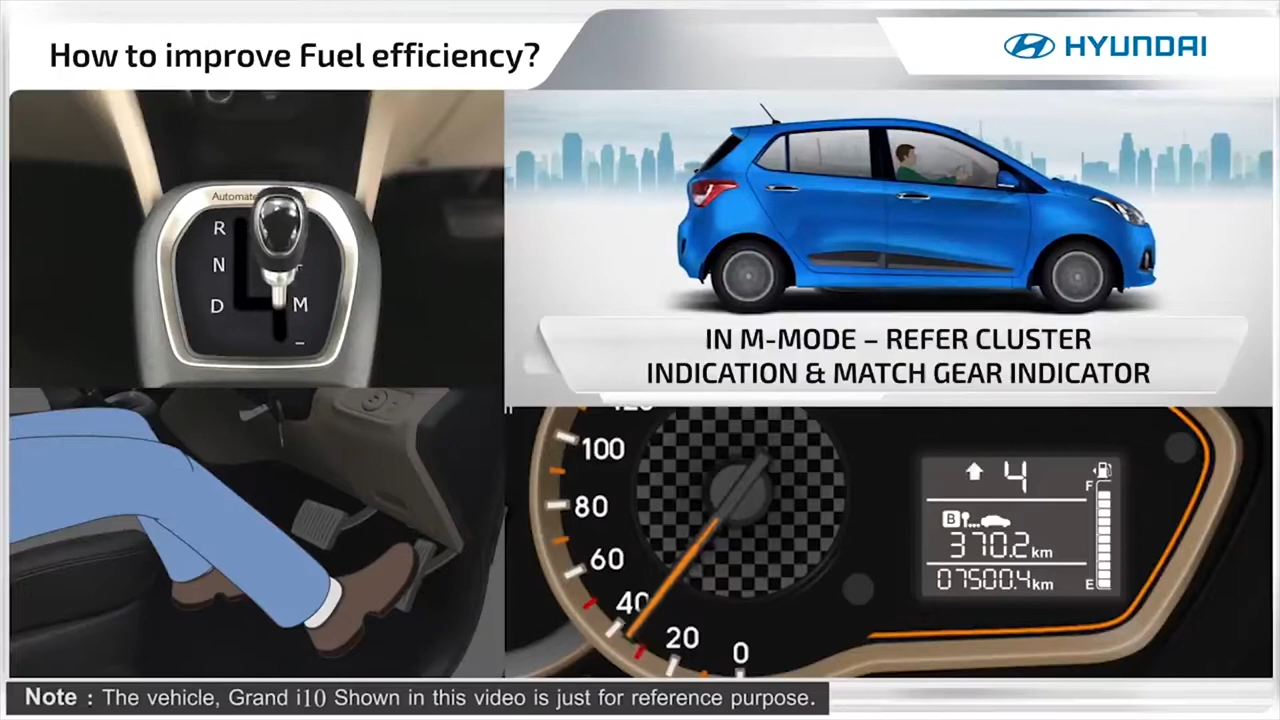 How to improve Fuel efficiency?
HYUNDAI
Automate
R
N
D
M
–
IN M-MODE – REFER CLUSTER
INDICATION & MATCH GEAR INDICATOR
100
80
60
40
20
0
4
F
B
370.2 km
07500.4 km
E
Note : The vehicle, Grand i10 Shown in this video is just for reference purpose.